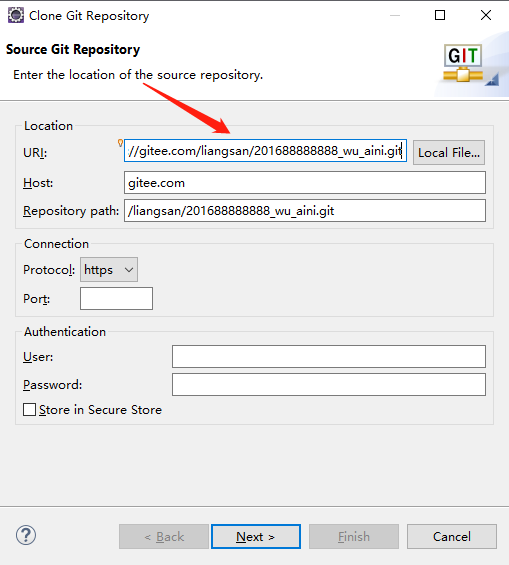 Clone Git Repository
Source Git Repository
Enter the location of the source repository.
GIT
Location
URI:
//gitee.com/liangsan/201688888888_wu_aini.git
Local File...
Host:
gitee.com
Repository path:
/liangsan/201688888888_wu_aini.git
Connection
Protocol:
https
Port:
Authentication
User:
Password:
Store in Secure Store
?
< Back
Next >
Finish
Cancel